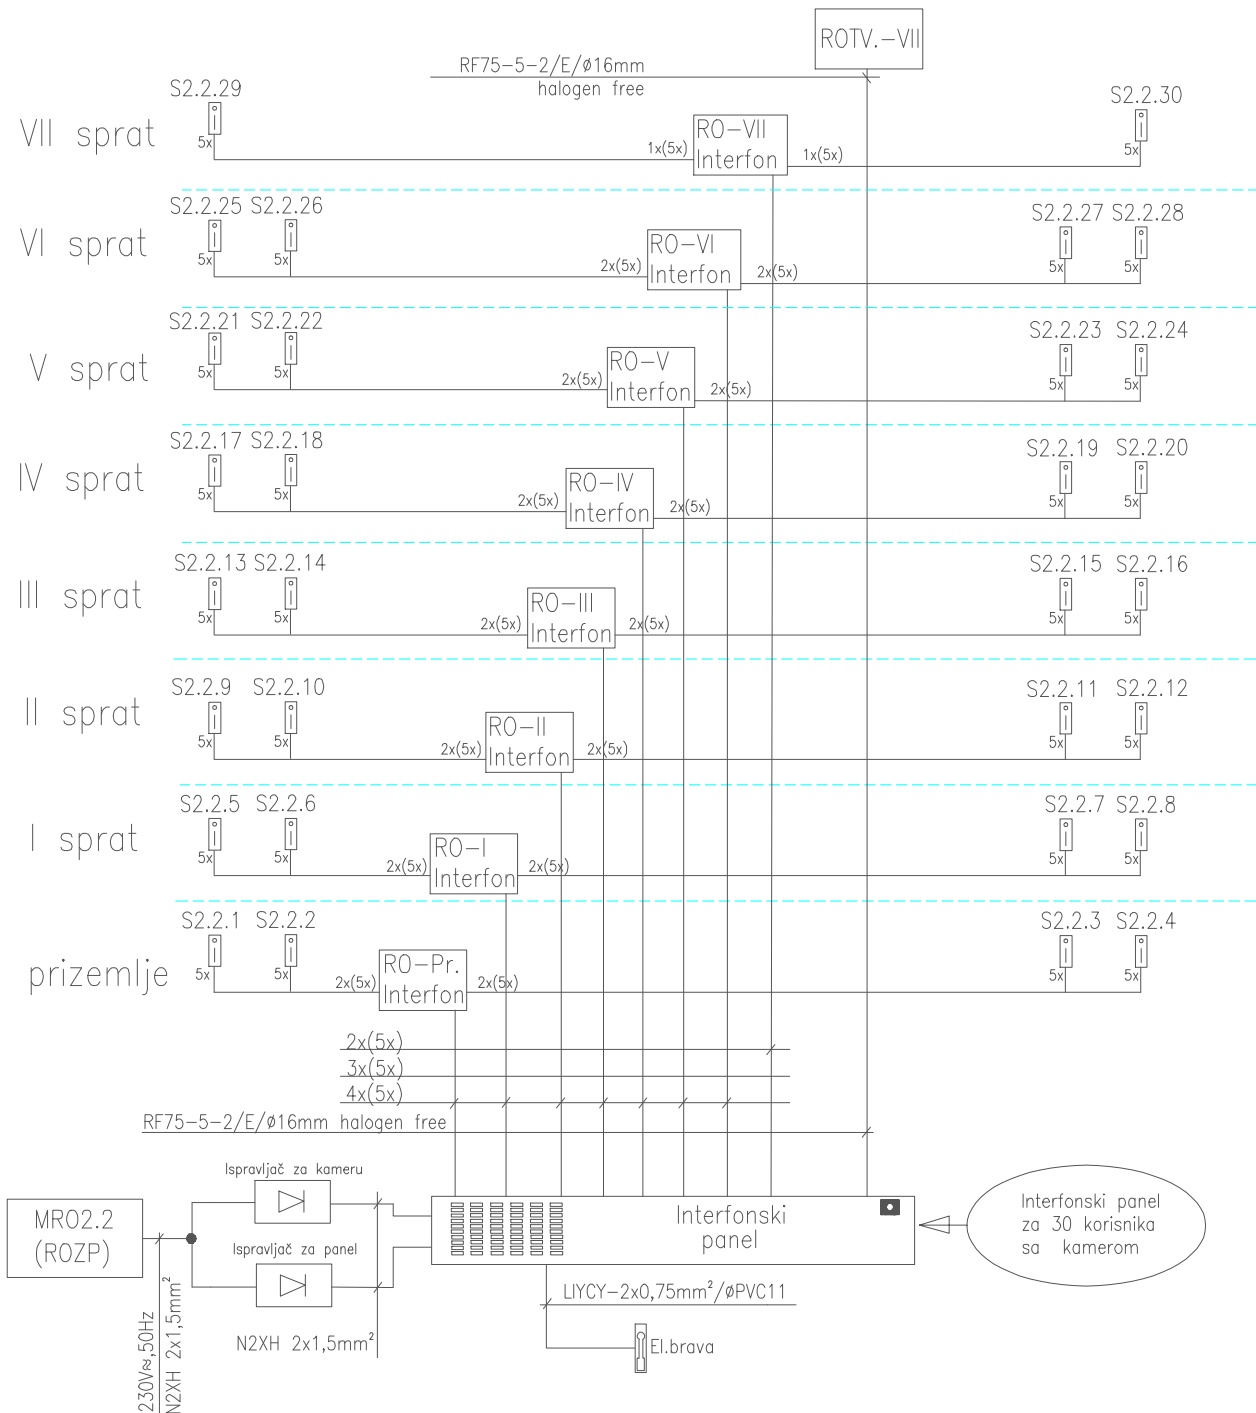 ROTV.-VII
RF75-5-2/E/ø16mm
halogen free
S2.2.29
S2.2.30
VII sprat
5x
1x(5x)
RO-VII
Interfon
1x(5x)
5x
S2.2.25 S2.2.26
S2.2.27 S2.2.28
VI sprat
5x 5x
2x(5x)
RO-VI
Interfon
2x(5x)
5x 5x
S2.2.21 S2.2.22
S2.2.23 S2.2.24
V sprat
5x 5x
2x(5x)
RO-V
Interfon
2x(5x)
5x 5x
S2.2.17 S2.2.18
S2.2.19 S2.2.20
IV sprat
5x 5x
2x(5x)
RO-IV
Interfon
2x(5x)
5x 5x
S2.2.13 S2.2.14
S2.2.15 S2.2.16
III sprat
5x 5x
2x(5x)
RO-III
Interfon
2x(5x)
5x 5x
S2.2.9 S2.2.10
S2.2.11 S2.2.12
II sprat
5x 5x
2x(5x)
RO-II
Interfon
2x(5x)
5x 5x
S2.2.5 S2.2.6
S2.2.7 S2.2.8
I sprat
5x 5x
2x(5x)
RO-I
Interfon
2x(5x)
5x 5x
S2.2.1 S2.2.2
S2.2.3 S2.2.4
prizemlje
5x 5x
2x(5x)
RO-Pr.
Interfon
2x(5x)
5x 5x
2x(5x)
3x(5x)
4x(5x)
RF75-5-2/E/ø16mm halogen free
Ispravljač za kameru
MRO2.2
(ROZP)
Ispravljač za panel
Interfonski
panel
Interfonski panel
za 30 korisnika
sa kamerom
230V≈,50Hz
N2XH 2x1,5mm²
N2XH 2x1,5mm²
LIYCY-2x0,75mm²/øPVC11
El.brava